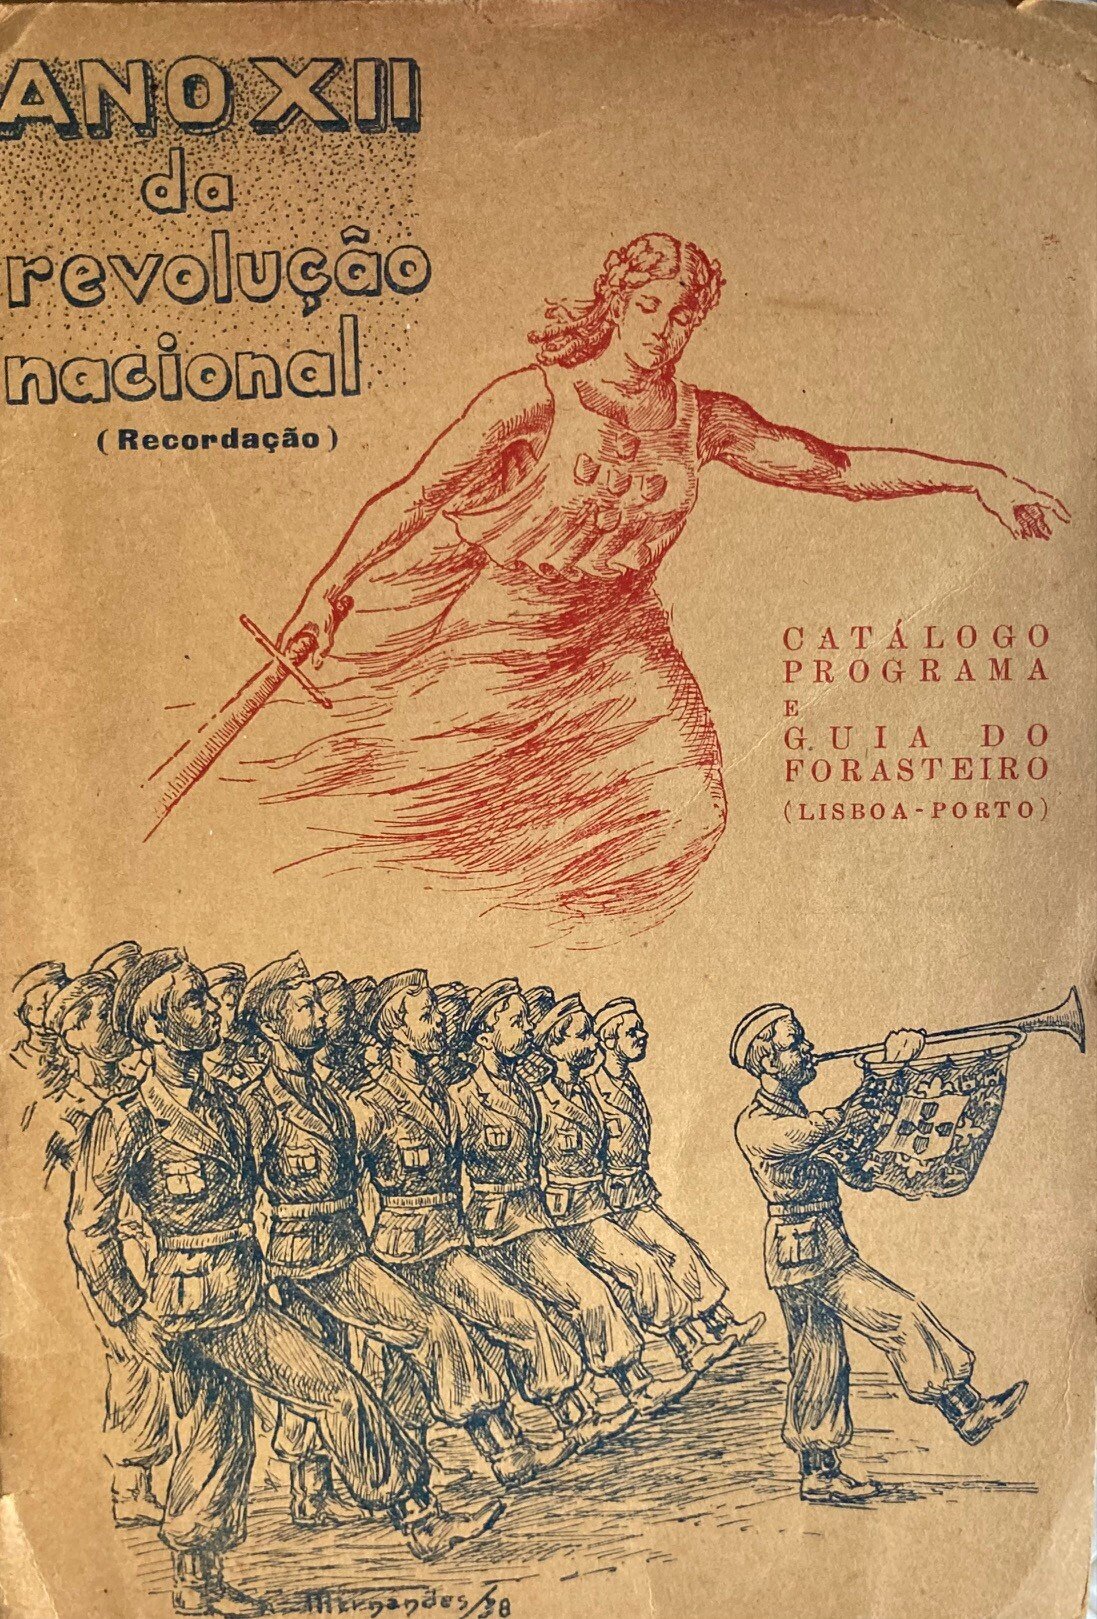 ANO XII
da
revolução
nacional
(Recordação)
CATÁLOGO
PROGRAMA
E
GUIA DO
FORASTEIRO
(LISBOA-PORTO)